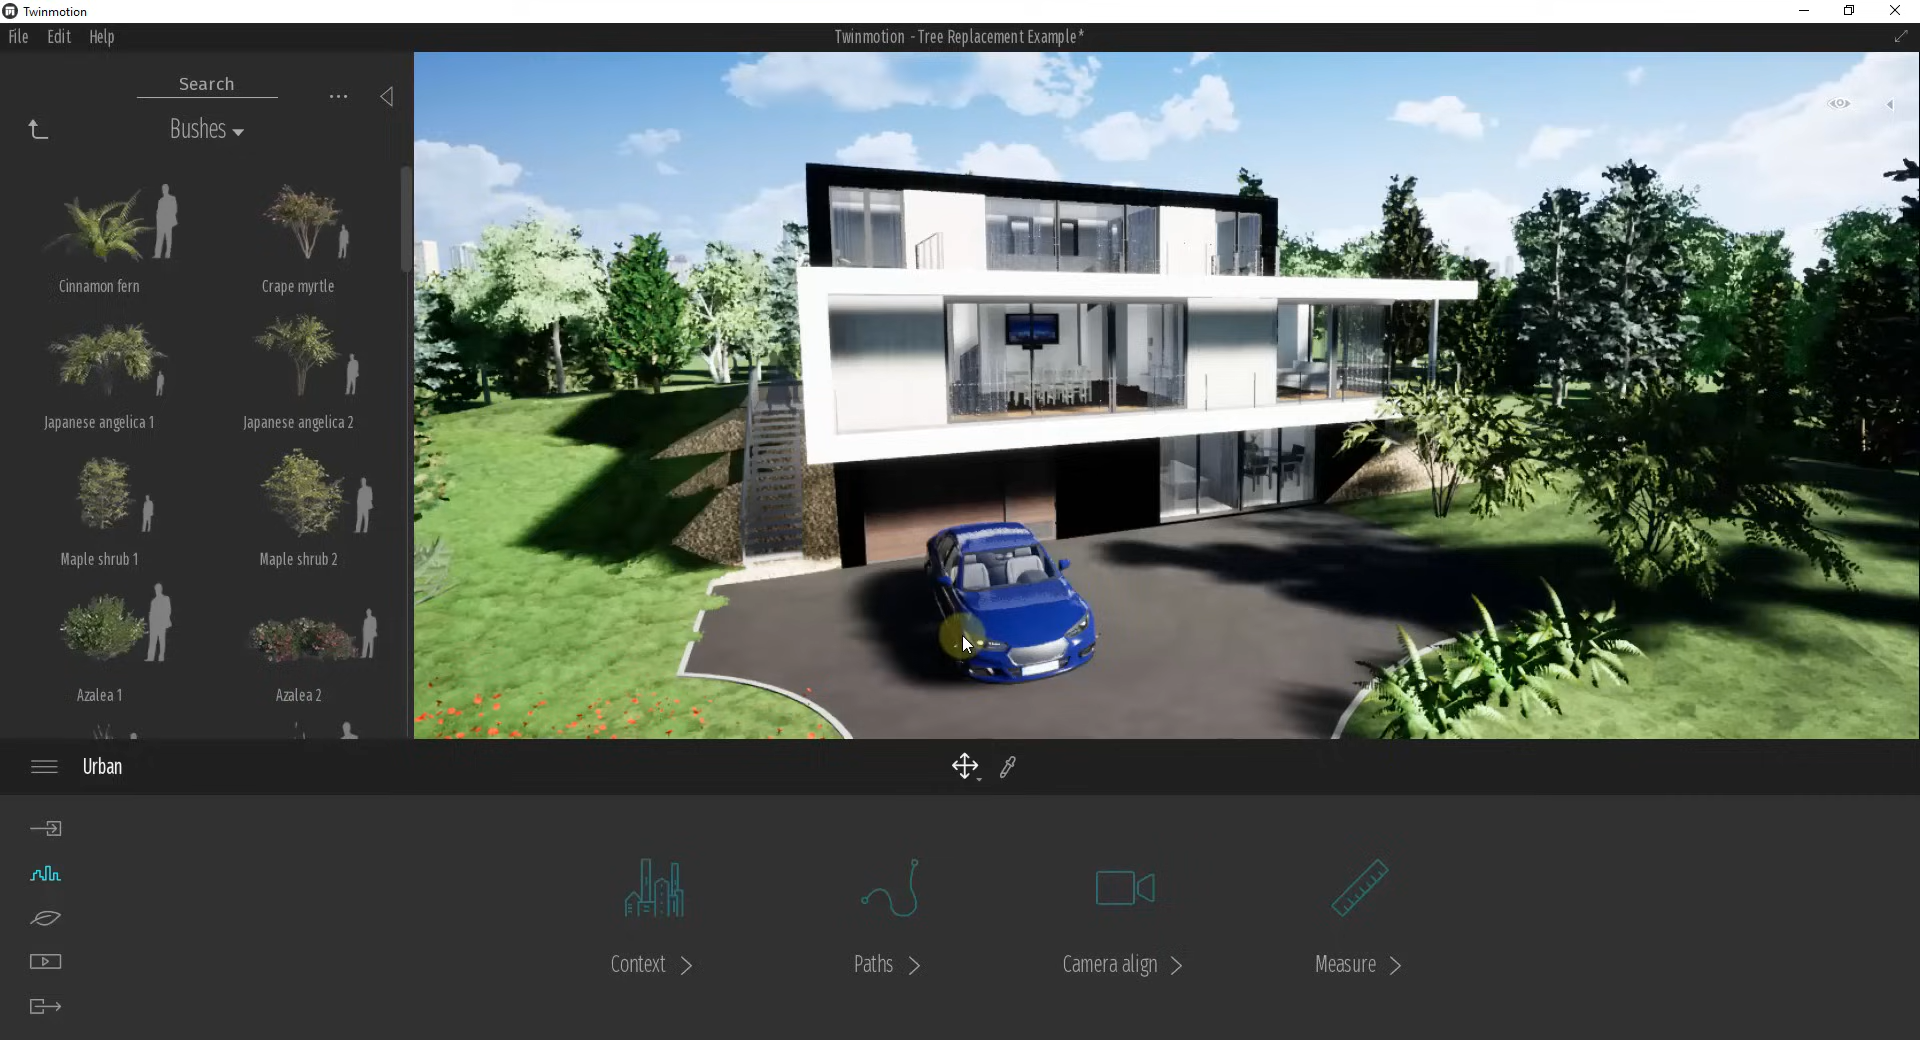 Twinmotion
File Edit Help
Twinmotion - Tree Replacement Example*
Search
...
Bushes
Cinnamon fern
Crape myrtle
Japanese angelica 1
Japanese angelica 2
Maple shrub 1
Maple shrub 2
Azalea 1
Azalea 2
Urban
Context
Paths
Camera align
Measure